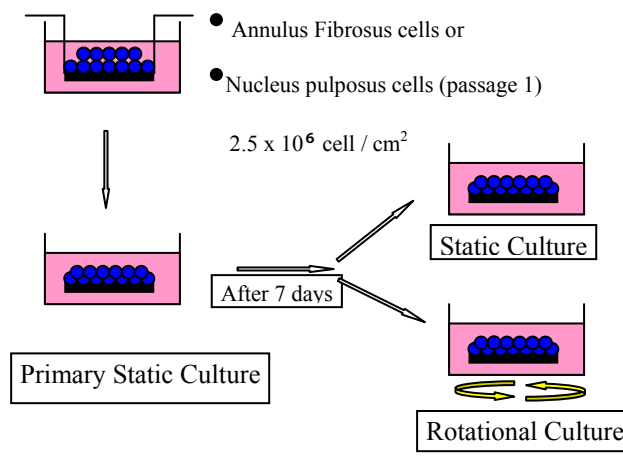 ● Annulus Fibrosus cells or
● Nucleus pulposus cells (passage 1)
2.5 x 10⁶ cell / cm²
Static Culture
After 7 days
Primary Static Culture
Rotational Culture